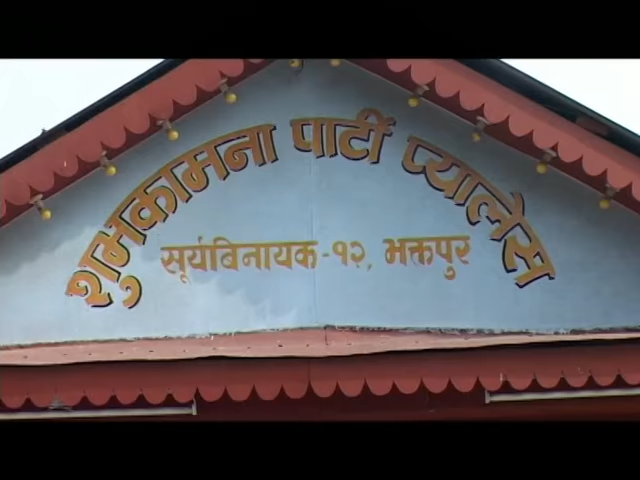 शुभकामना पार्टी प्यालेस
सूर्यबिनायक - १२, भक्तपुर